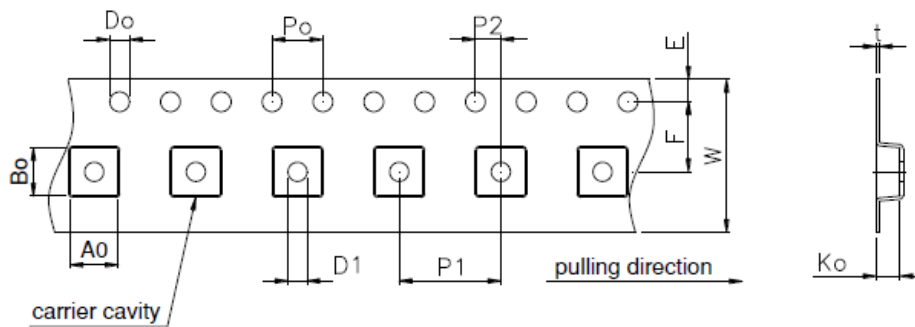 Do
Po
P2
E
t
Bo
F
W
A0
D1
P1
pulling direction
Ko
carrier cavity